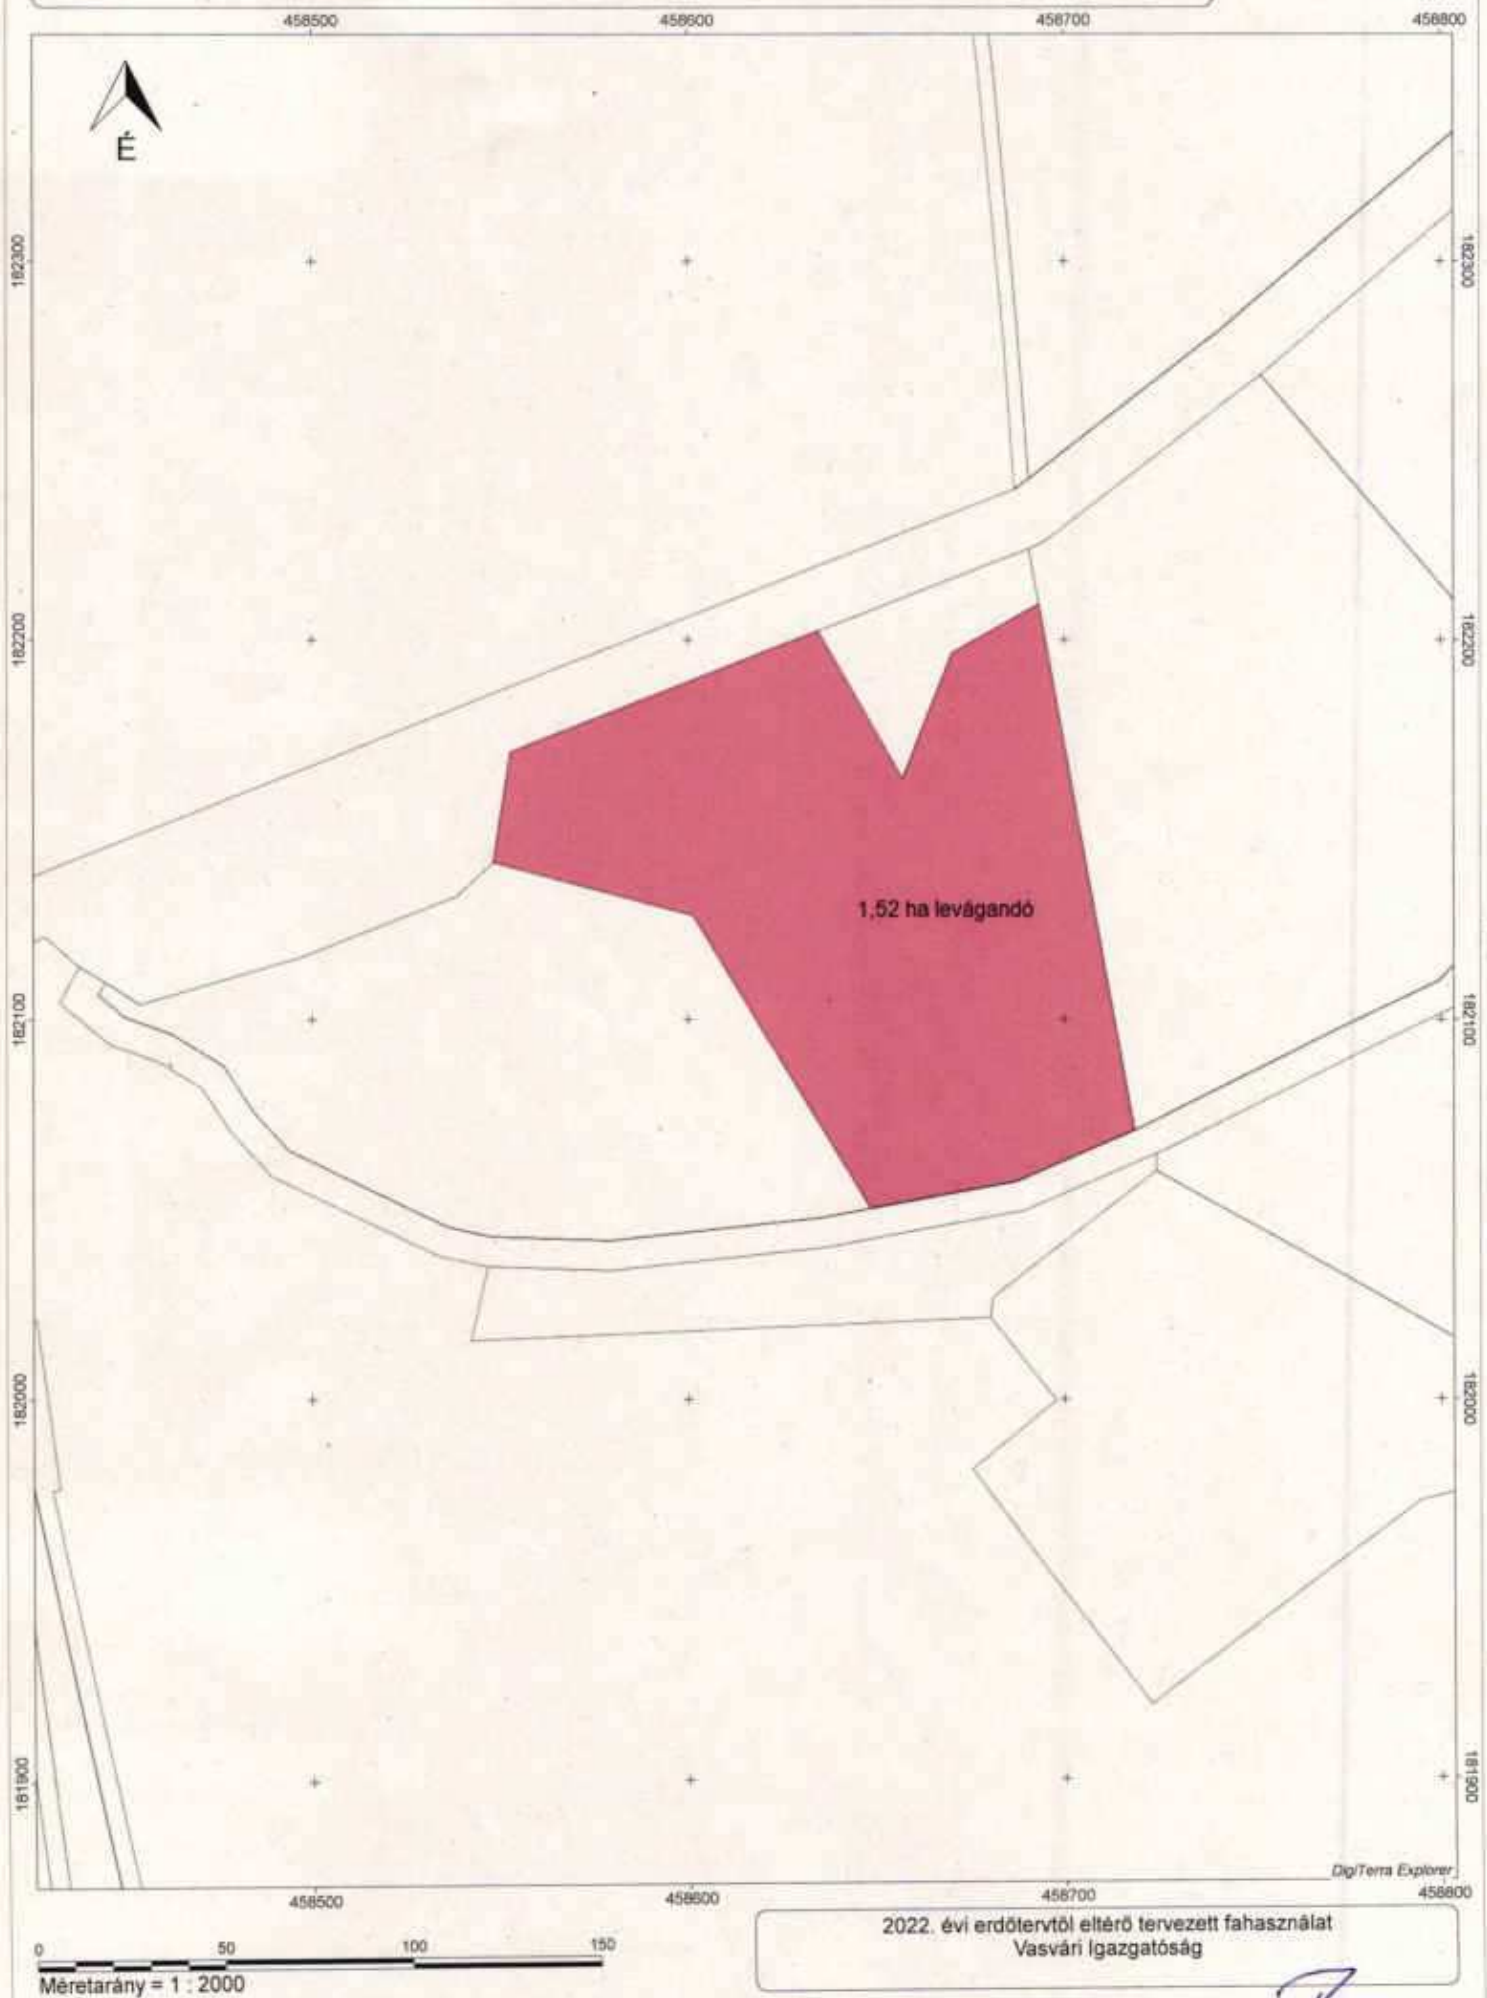 458500 458600 458700 458800
É
182300 182300
182200 182200
1,52 ha levágandó
182100 182100
182000 182000
181900 181900
DigiTerra Explorer
458500 458600 458700 458800
0 50 100 150
Méretarány = 1 : 2000
2022. évi erdőtervtől eltérő tervezett fahasználat
Vasvári Igazgatóság